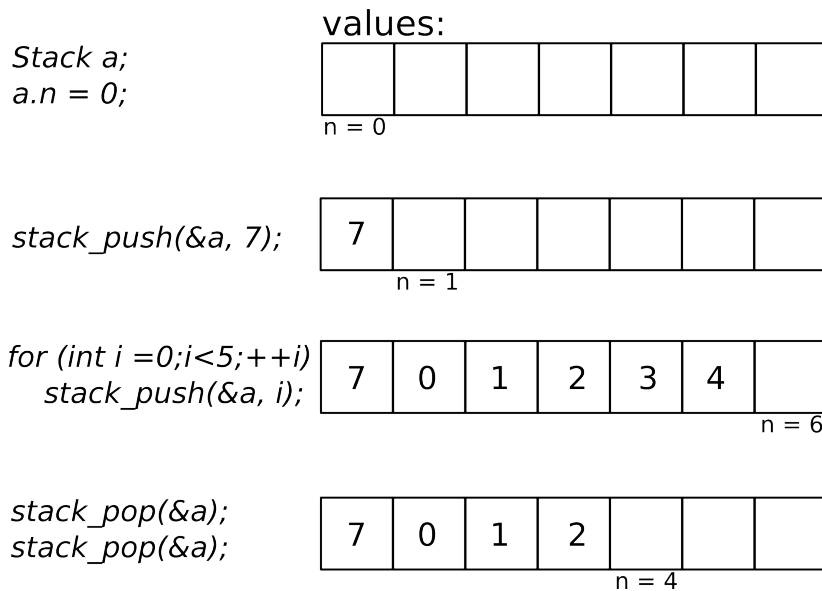 values:
Stack a;
a.n = 0;
n = 0
stack_push(&a, 7);
7
n = 1
for (int i =0;i<5;++i)
stack_push(&a, i);
7 0 1 2 3 4
n = 6
stack_pop(&a);
stack_pop(&a);
7 0 1 2
n = 4